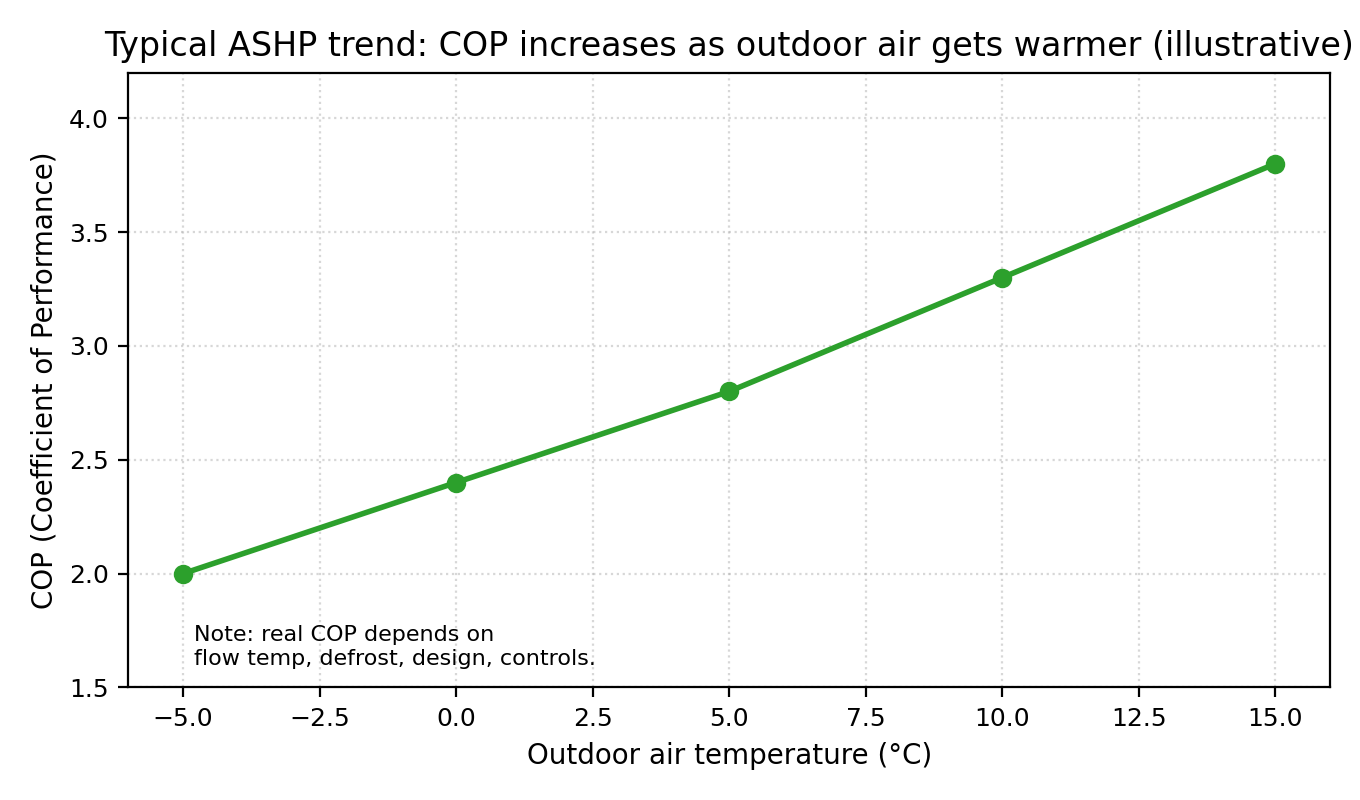 Typical ASHP trend: COP increases as outdoor air gets warmer (illustrative)
COP (Coefficient of Performance)
4.0
3.5
3.0
2.5
2.0
1.5
Note: real COP depends on
flow temp, defrost, design, controls.
−5.0 −2.5 0.0 2.5 5.0 7.5 10.0 12.5 15.0
Outdoor air temperature (°C)